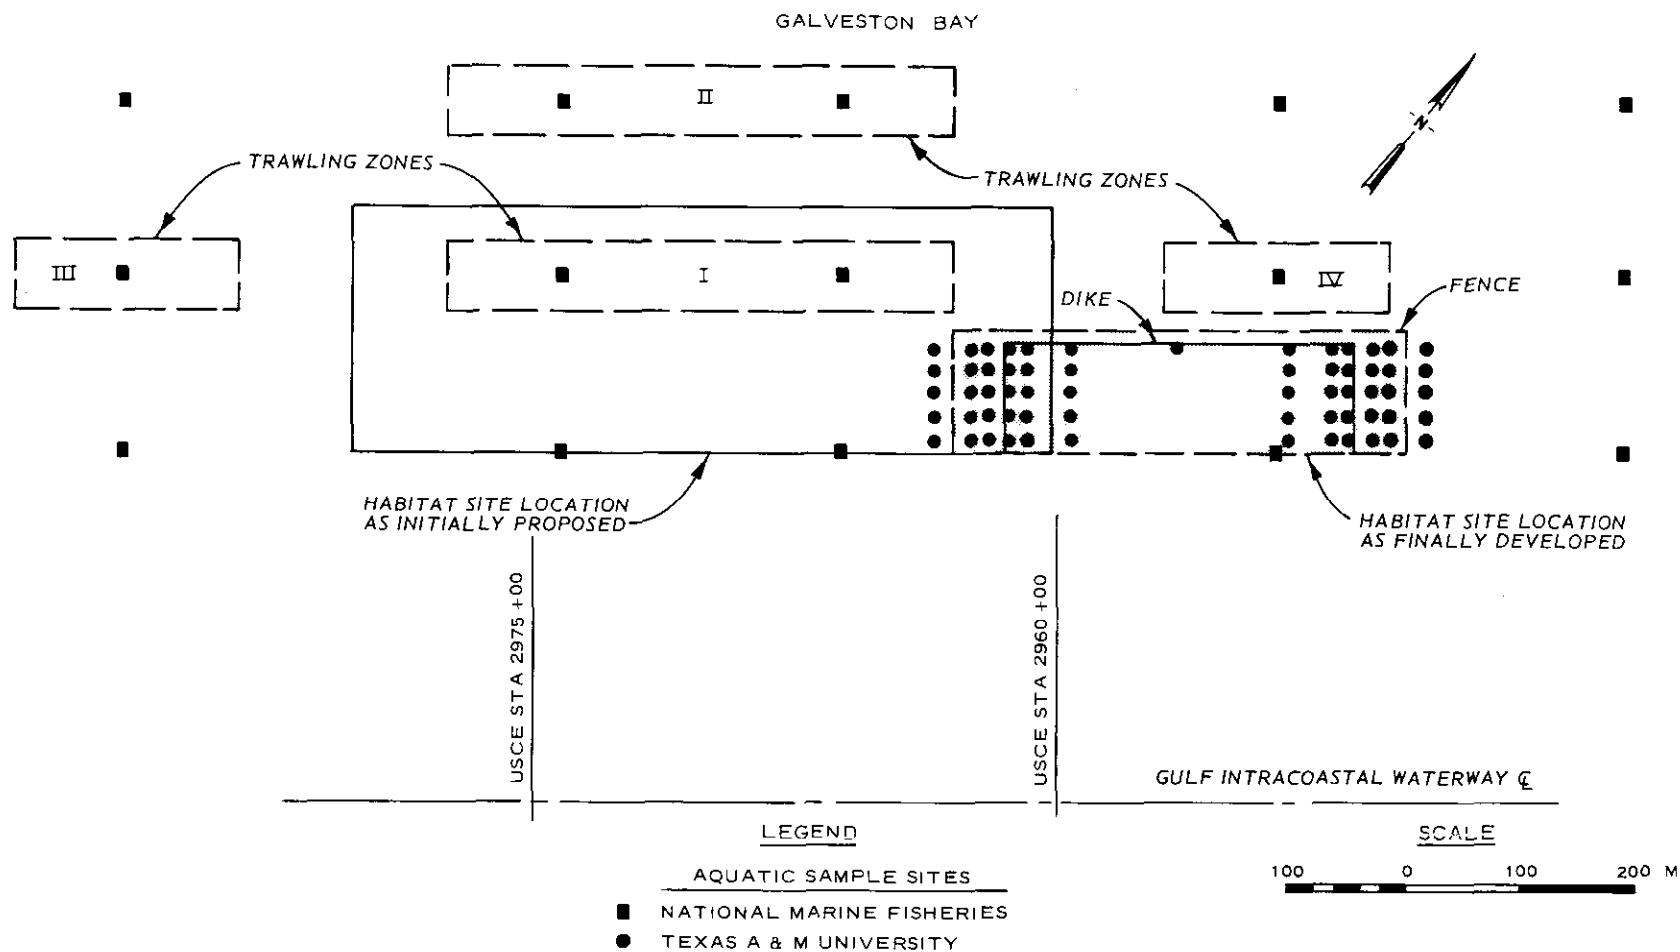 GALVESTON BAY
II
N
TRAWLING ZONES
TRAWLING ZONES
III
I
IV
FENCE
DIKE
HABITAT SITE LOCATION
AS INITIALLY PROPOSED
HABITAT SITE LOCATION
AS FINALLY DEVELOPED
USCE STA 2975+00
USCE STA 2960+00
GULF INTRACOASTAL WATERWAY ℄
LEGEND
SCALE
AQUATIC SAMPLE SITES
100 0 100 200 M
NATIONAL MARINE FISHERIES
TEXAS A & M UNIVERSITY